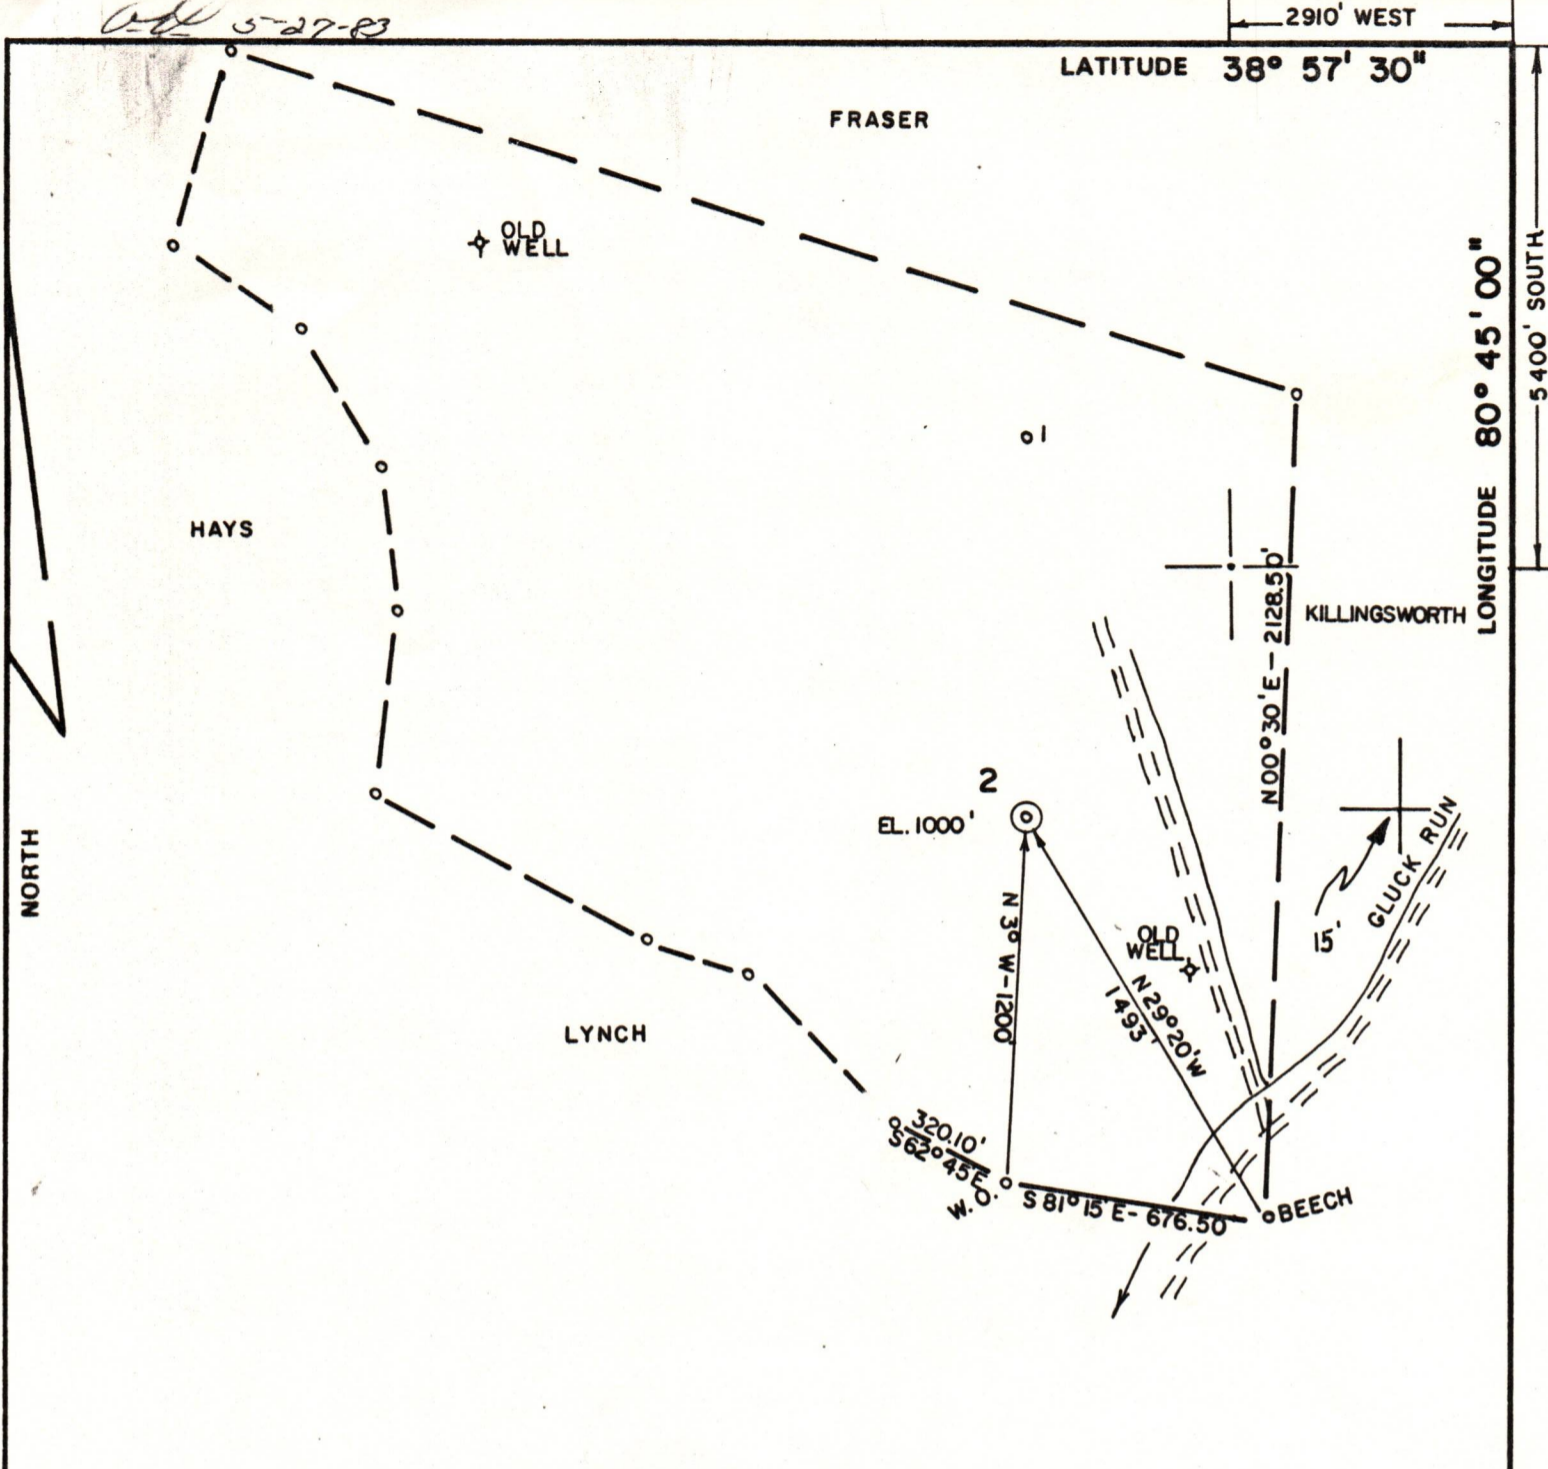 5-27-83
2910' WEST
LATITUDE 38° 57' 30"
FRASER
OLD
WELL
5400' SOUTH
LONGITUDE 80° 45' 00"
1
HAYS
N00°30'E-2128.50'
KILLINGSWORTH
2
EL. 1000'
NORTH
GLUCK RUN
15'
N 3° W-1200'
OLD
WELL
N29°20'W
1493'
LYNCH
320.10'
S62°45'E
W. O.
S 81°15'E-676.50'
BEECH